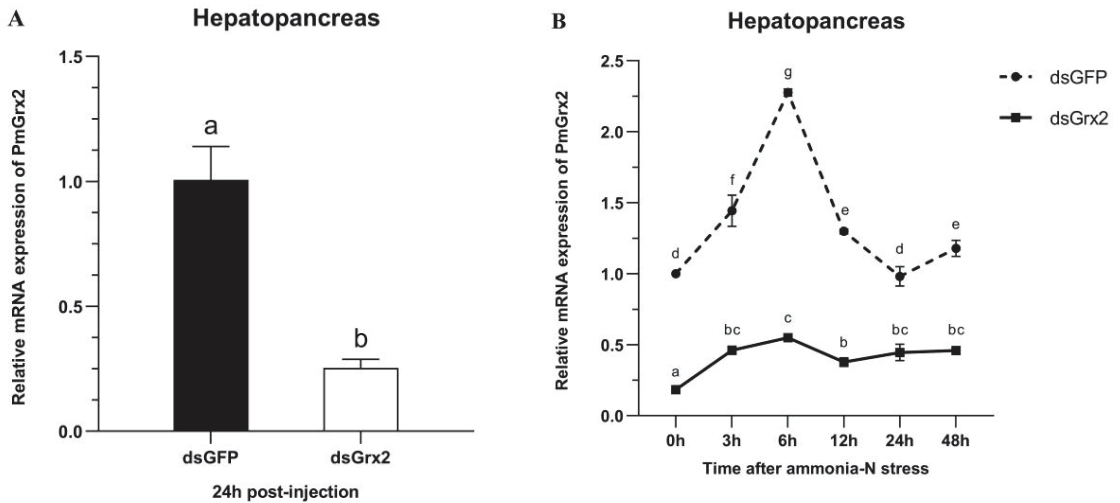 A
Hepatopancreas
Relative mRNA expression of PmGrx2
1.5
1.0
0.5
0.0
a
b
dsGFP
dsGrx2
24h post-injection
B
Hepatopancreas
Relative mRNA expression of PmGrx2
2.5
2.0
1.5
1.0
0.5
0.0
d
f
g
e
d
e
a
bc
c
b
bc
bc
0h
3h
6h
12h
24h
48h
Time after ammonia-N stress
dsGFP
dsGrx2